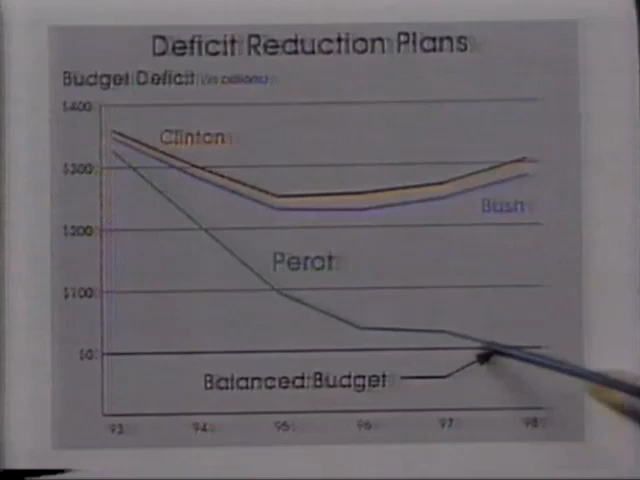 Deficit Reduction Plans
Budget Deficit (in billions)
$400
Clinton
$300
Bush
$200
Perot
$100
$0
Balanced Budget
93 94 95 96 97 98